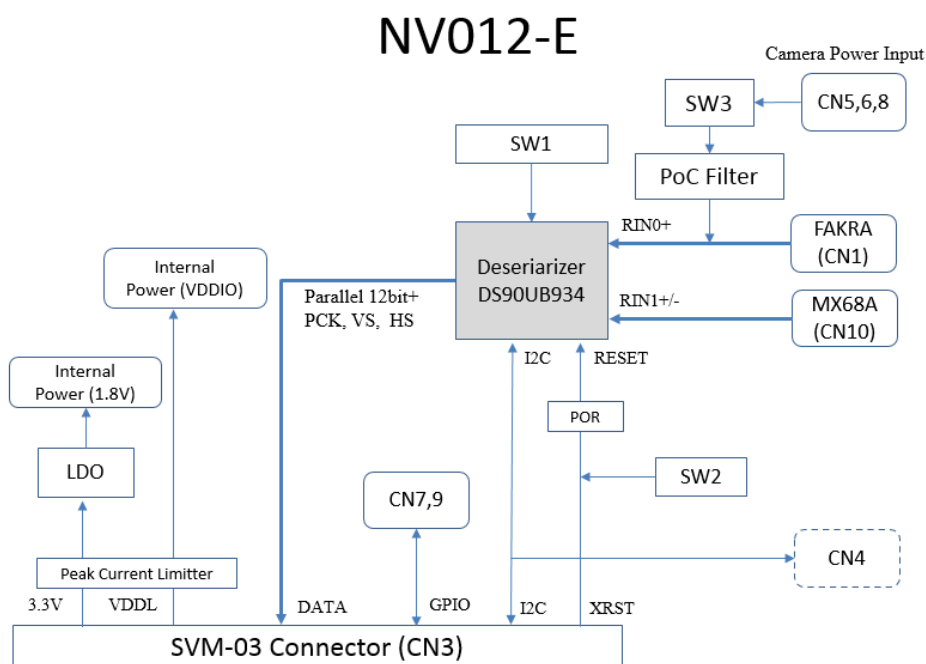 NV012-E
Camera Power Input
SW3
CN5,6,8
SW1
PoC Filter
RIN0+
FAKRA
(CN1)
Internal
Power (VDDIO)
Deseriarizer
DS90UB934
Parallel 12bit+
PCK, VS, HS
RIN1+/-
MX68A
(CN10)
I2C
RESET
Internal
Power (1.8V)
POR
LDO
SW2
CN7,9
CN4
Peak Current Limitter
3.3V
VDDL
DATA
GPIO
I2C
XRST
SVM-03 Connector (CN3)